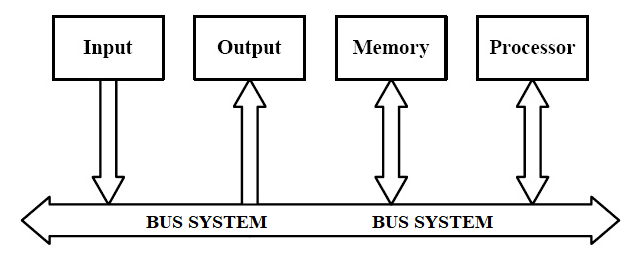 Input
Output
Memory
Processor
BUS SYSTEM
BUS SYSTEM